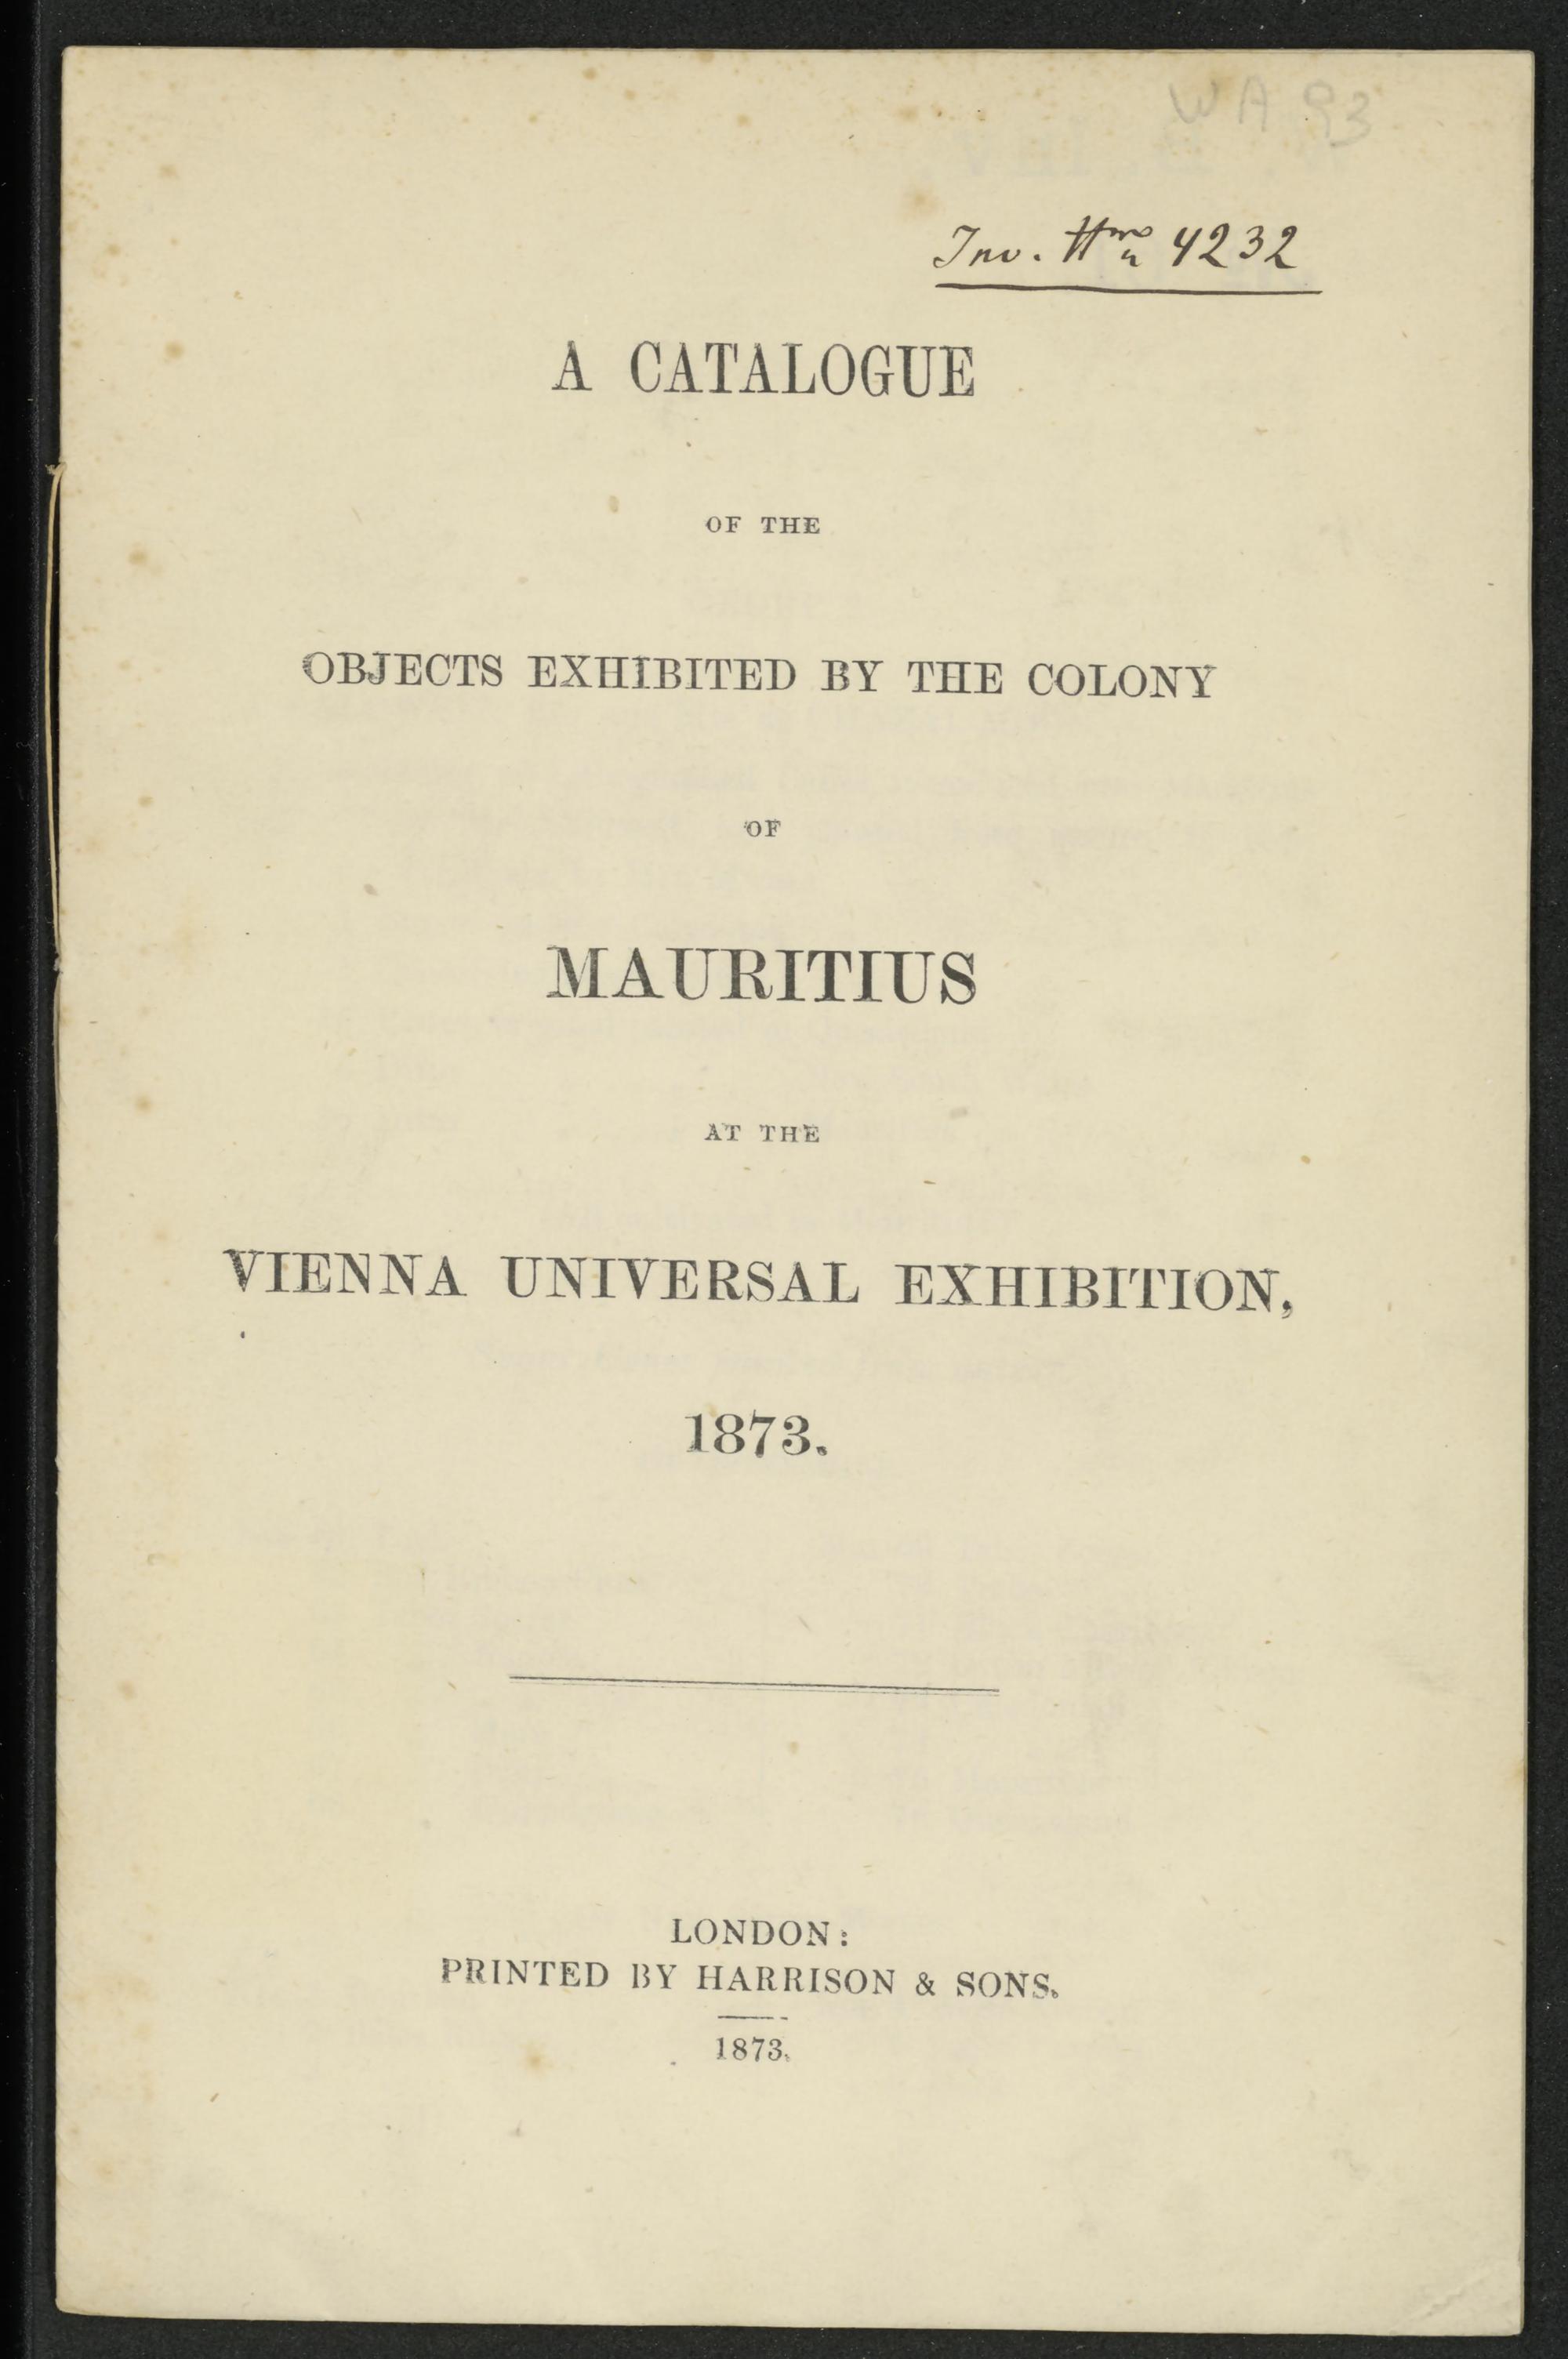 WA 93
Inv. 4232
A CATALOGUE
OF THE
OBJECTS EXHIBITED BY THE COLONY
OF
MAURITIUS
AT THE
VIENNA UNIVERSAL EXHIBITION,
1873.
LONDON:
PRINTED BY HARRISON & SONS.
1873.